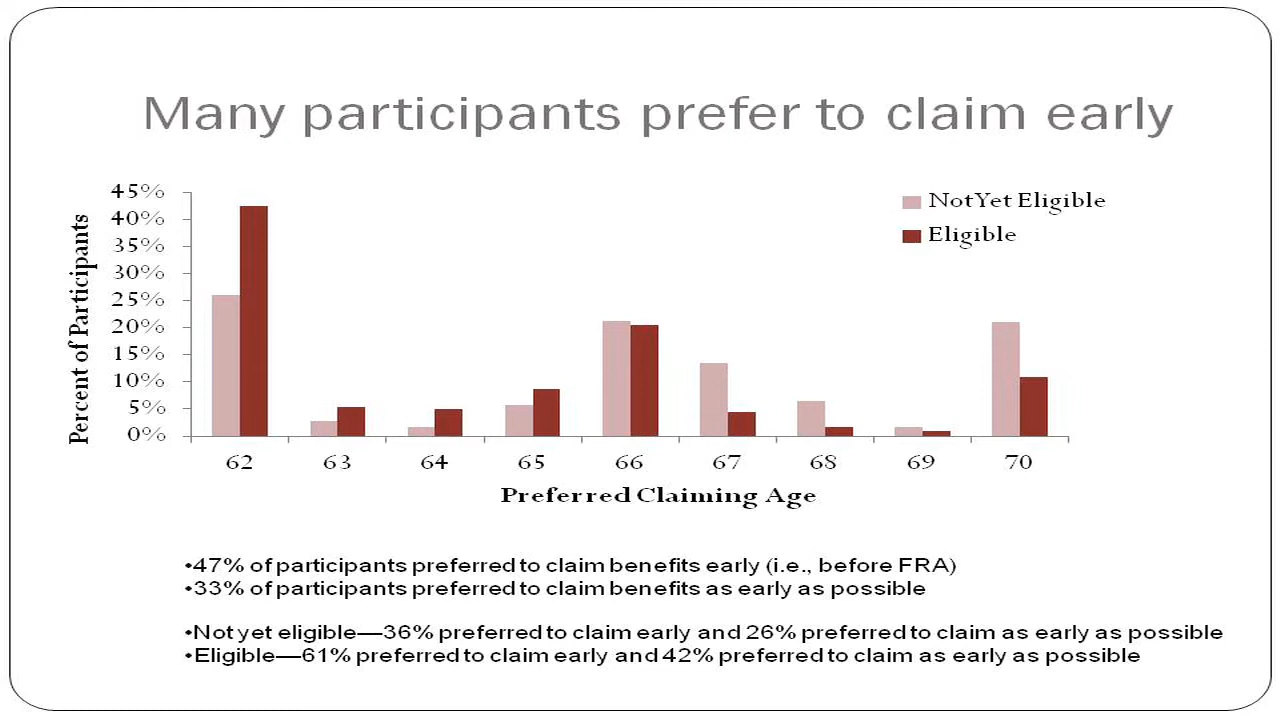 Many participants prefer to claim early
45%
40%
35%
30%
25%
20%
15%
10%
5%
0%
Percent of Participants
Not Yet Eligible
Eligible
62 63 64 65 66 67 68 69 70
Preferred Claiming Age
•47% of participants preferred to claim benefits early (i.e., before FRA)
•33% of participants preferred to claim benefits as early as possible
•Not yet eligible—36% preferred to claim early and 26% preferred to claim as early as possible
•Eligible—61% preferred to claim early and 42% preferred to claim as early as possible